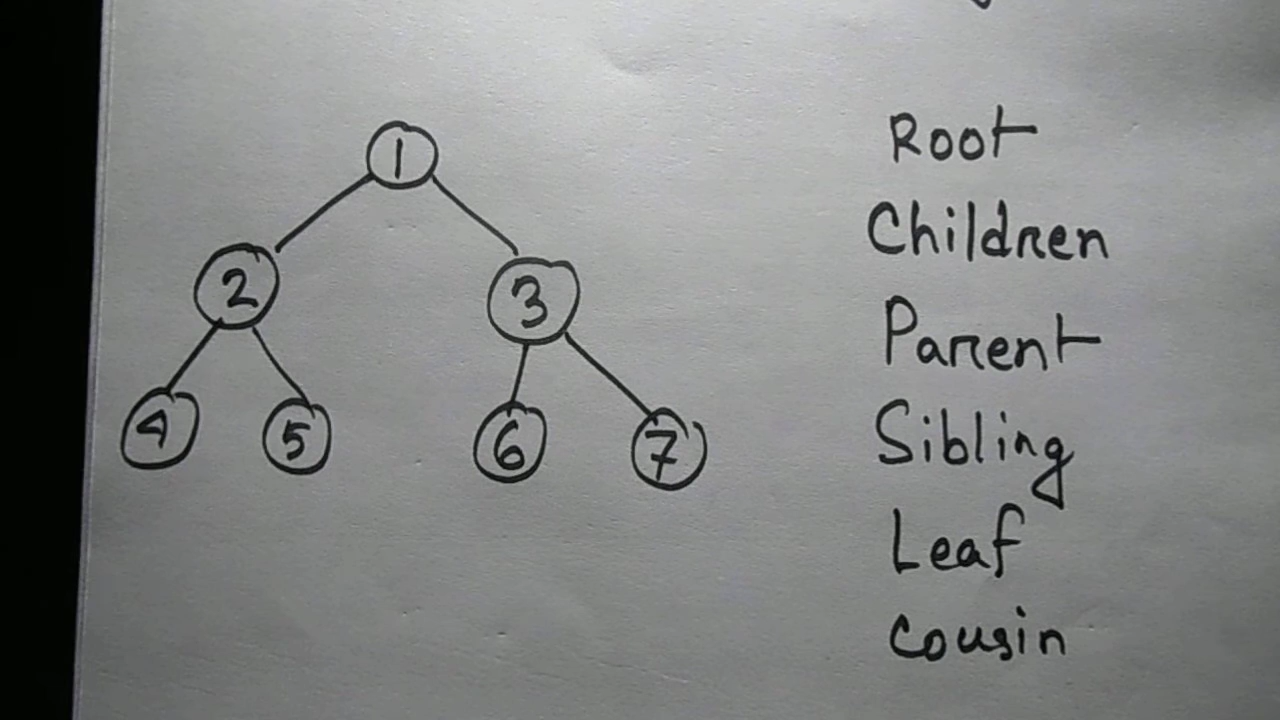 1
2 3
4 5 6 7
Root
Children
Parent
Sibling
Leaf
Cousin